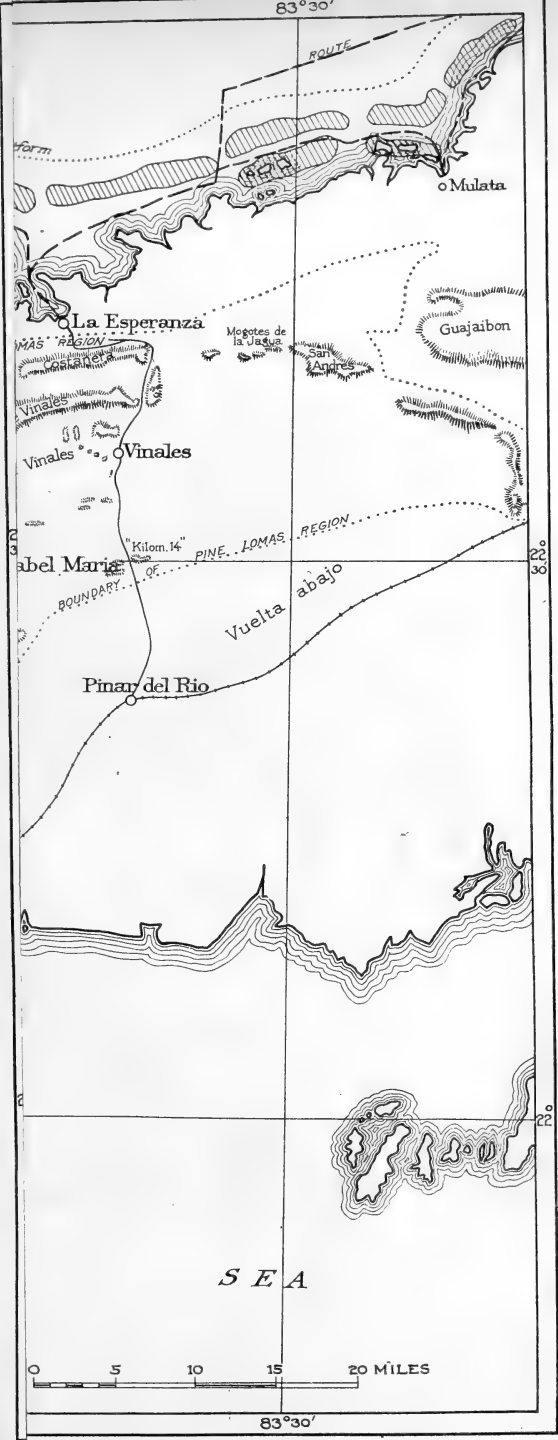 83°30'
ROUTE
tform
Mulata
La Esperanza
OMAS REGION
Costanera
Mogotes de
la Jagua
San
Andres
Guajaibon
Vinales
Vinales
Vinales
"Kilom. 14"
abel Maria
BOUNDARY OF PINE LOMAS REGION
22°
30'
Vuelta abajo
Pinar del Rio
22°
SEA
0 5 10 15 20 MILES
83°30'